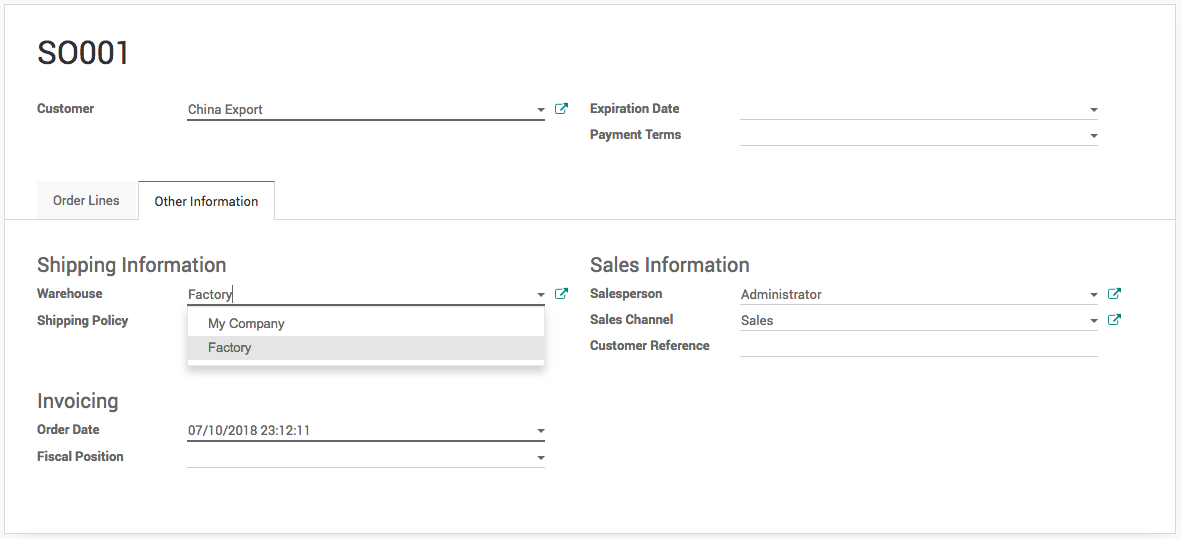 SO001
Customer China Export
Expiration Date
Payment Terms
Order Lines Other Information
Shipping Information
Warehouse Factory
My Company
Factory
Shipping Policy
Sales Information
Salesperson Administrator
Sales Channel Sales
Customer Reference
Invoicing
Order Date 07/10/2018 23:12:11
Fiscal Position